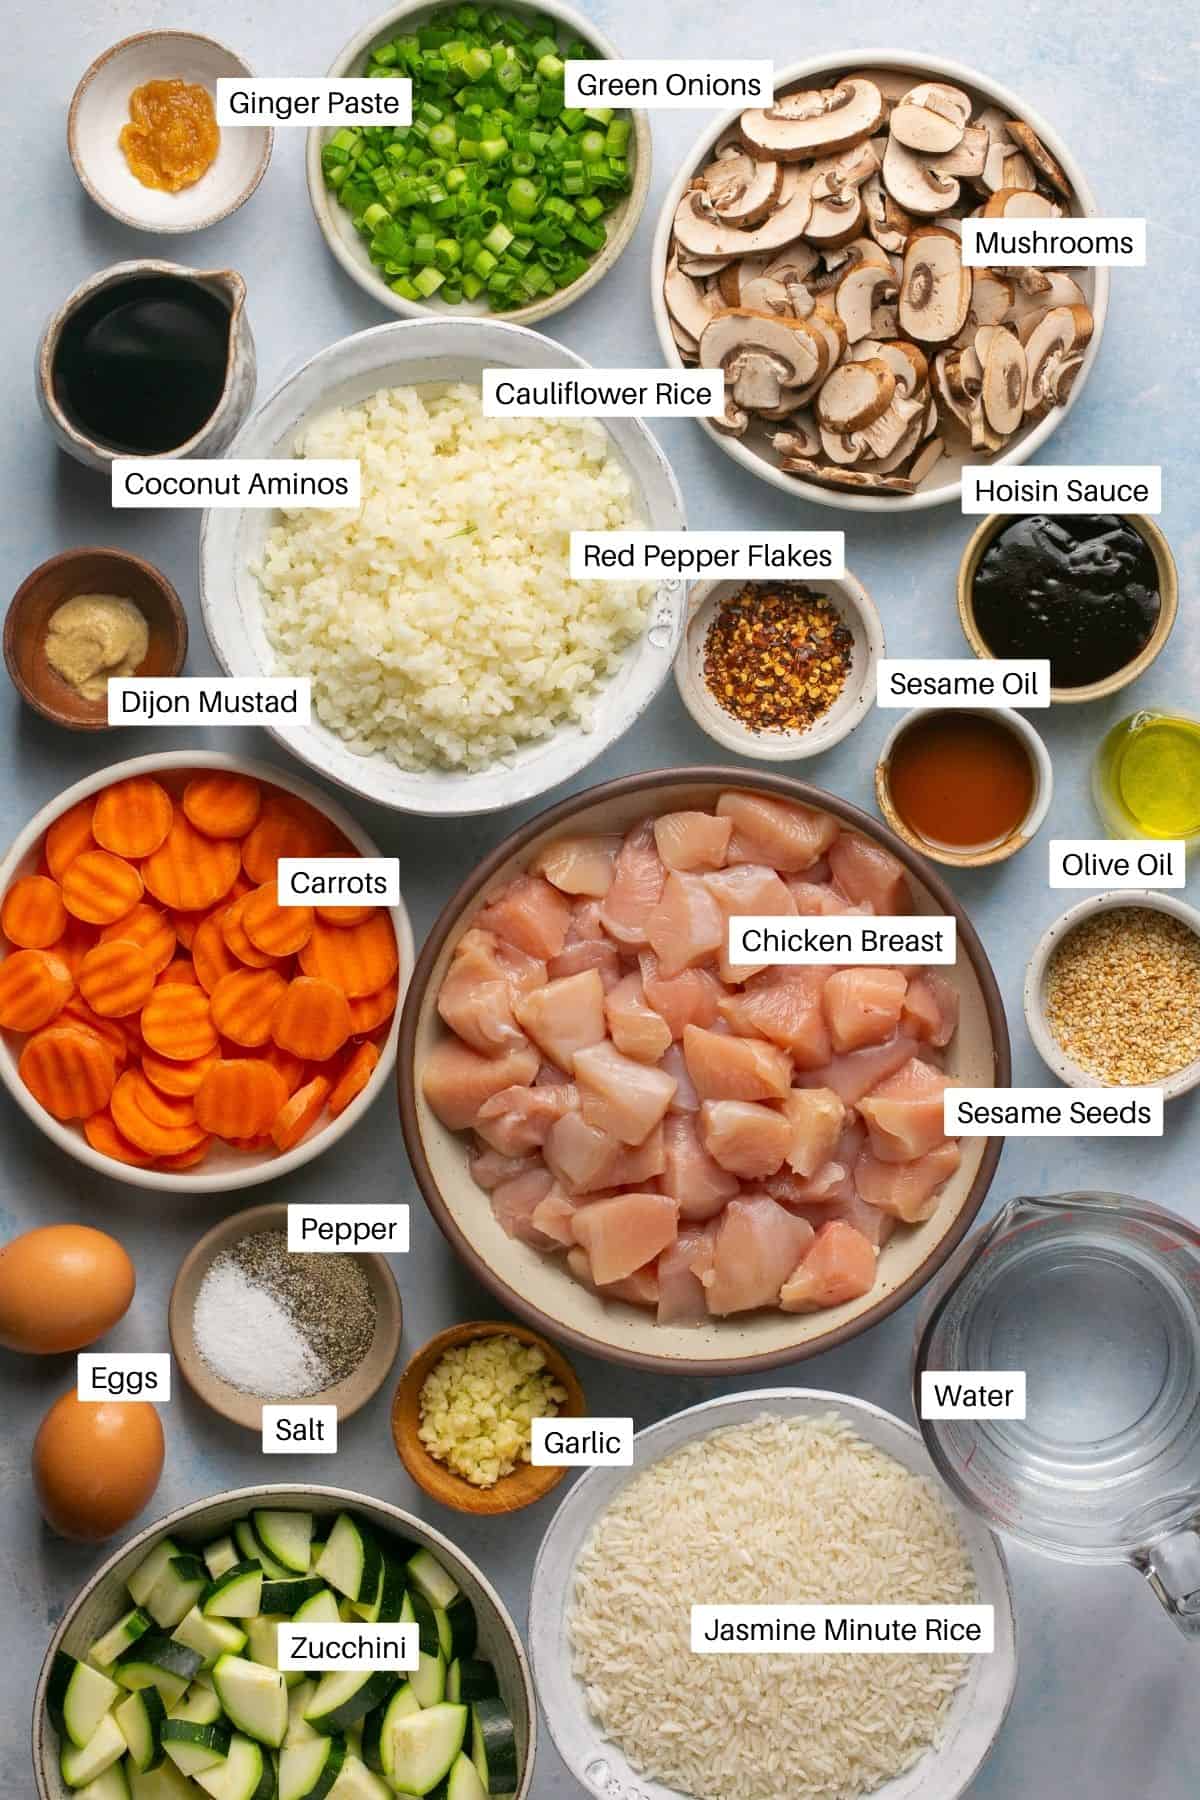 Ginger Paste
Green Onions
Mushrooms
Cauliflower Rice
Coconut Aminos
Hoisin Sauce
Red Pepper Flakes
Sesame Oil
Dijon Mustad
Olive Oil
Carrots
Chicken Breast
Sesame Seeds
Pepper
Eggs
Water
Salt
Garlic
Jasmine Minute Rice
Zucchini